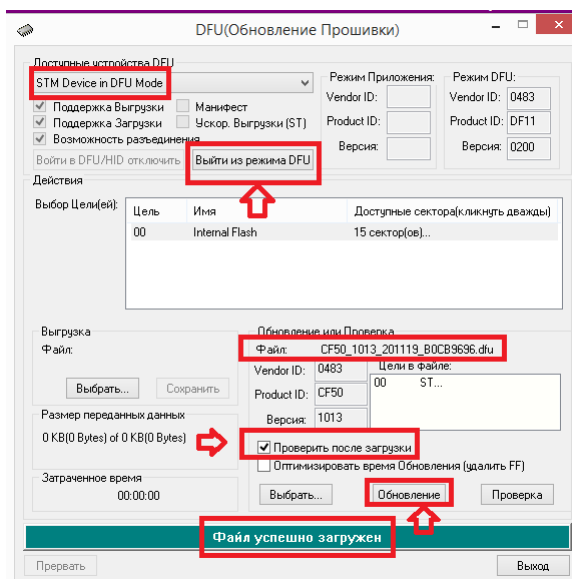 DFU(Обновление Прошивки)
Доступные устройства DFU
STM Device in DFU Mode
Поддержка Выгрузки
Манифест
Поддержка Загрузки
Ускор. Выгрузки (ST)
Возможность разъединения
Войти в DFU/HID отключить
Выйти из режима DFU
Режим Приложения:
Vendor ID:
Product ID:
Версия:
Режим DFU:
Vendor ID: 0483
Product ID: DF11
Версия: 0200
Действия
Выбор Цели(ей):
Цель Имя Доступные сектора(кликнуть дважды)
00 Internal Flash 15 сектор(ов)...
Выгрузка
Файл:
Выбрать... Сохранить
Размер переданных данных
0 KB(0 Bytes) of 0 KB(0 Bytes)
Затраченное время
00:00:00
Обновление или Проверка
Файл: CF50_1013_201119_B0CB9696.dfu
Vendor ID: 0483
Product ID: CF50
Версия: 1013
Цели в файле:
00 ST...
Проверить после загрузки
Оптимизировать время Обновления (удалить FF)
Выбрать... Обновление Проверка
Файл успешно загружен
Прервать Выход